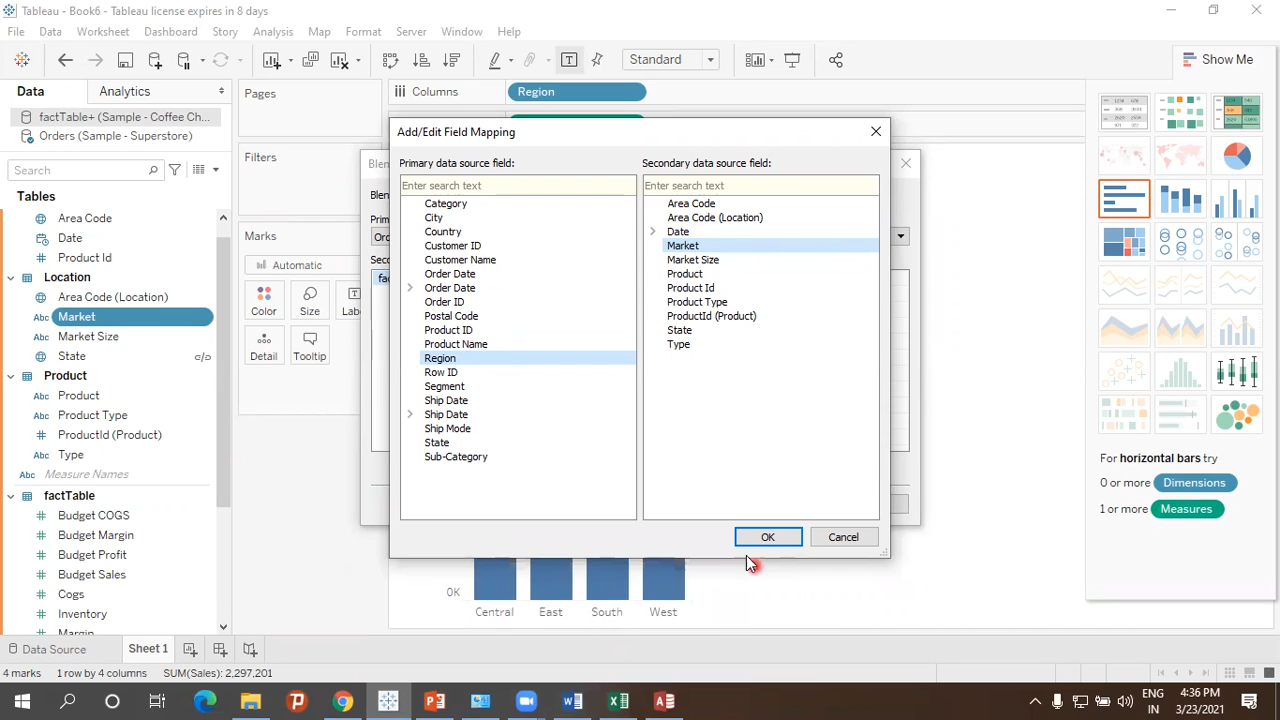 Tableau - Book6 - Tableau license expires in 8 days
File Data Worksheet Dashboard Story Analysis Map Format Server Window Help
Standard
Show Me
Data Analytics
Pages
Columns Region
factTable+ (Sample - Coffee Ch...
Orders (Sample - Superstore)
Search
Tables
Area Code
Date
Product Id
Location
Area Code (Location)
Abc Market
Abc Market Size
State
Product
Abc Product
Abc Product Type
ProductId (Product)
Abc Type
Abc Measure Names
factTable
Budget COGS
Budget Margin
Budget Profit
Budget Sales
Cogs
Inventory
Margin
Filters
Marks
Automatic
Color Size
Detail Tooltip
Add/Edit Field Mapping
Primary data source field:
Enter search text
Category
City
Country
Customer ID
Customer Name
Order Date
Order Date
Order ID
Postal Code
Product ID
Product Name
Region
Row ID
Segment
Ship Date
Ship Date
Ship Mode
State
Sub-Category
Secondary data source field:
Enter search text
Area Code
Area Code (Location)
Date
Market
Market Size
Product
Product Id
Product Type
ProductId (Product)
State
Type
OK Cancel
0K
Central East South West
For horizontal bars try
0 or more Dimensions
1 or more Measures
Data Source Sheet 1
4 marks 1 row by 4 columns SUM(Sales): 2,297,201
ENG
IN
4:36 PM
3/23/2021